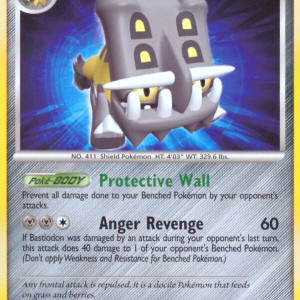 NO. 411 Shield Pokémon HT: 4'03" WT: 329.6 lbs.
Poké-BODY Protective Wall
Prevent all damage done to your Benched Pokémon by your opponent's
attacks.
Anger Revenge 60
If Bastiodon was damaged by an attack during your opponent's last turn,
this attack does 40 damage to 1 of your opponent's Benched Pokémon.
(Don't apply Weakness and Resistance for Benched Pokémon.)
Any frontal attack is repulsed. It is a docile Pokémon that feeds
on grass and berries.